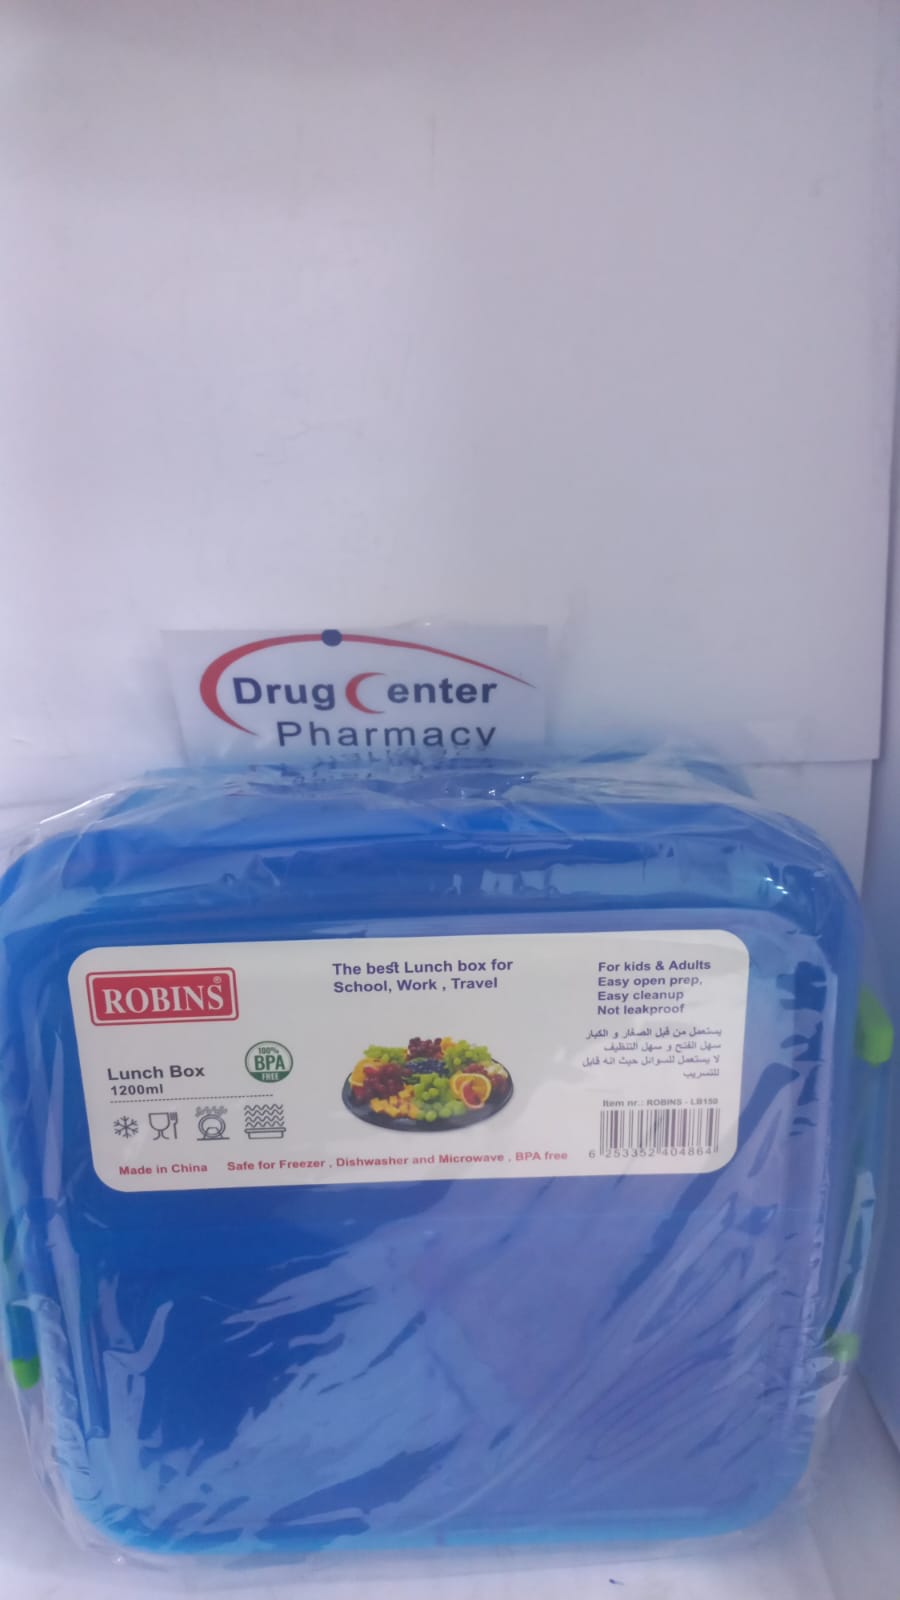 Drug Center
Pharmacy
ROBINS®
The best Lunch box for
School, Work , Travel
For kids & Adults
Easy open prep,
Easy cleanup
Not leakproof
يستعمل من قبل الصغار و الكبار
سهل الفتح و سهل التنظيف
لا يستعمل للسوائل حيث انه قابل
للتسريب
Lunch Box
1200ml
100%
BPA
FREE
Item nr.: ROBINS - LB150
6 253352 404864
Made in China
Safe for Freezer , Dishwasher and Microwave , BPA free